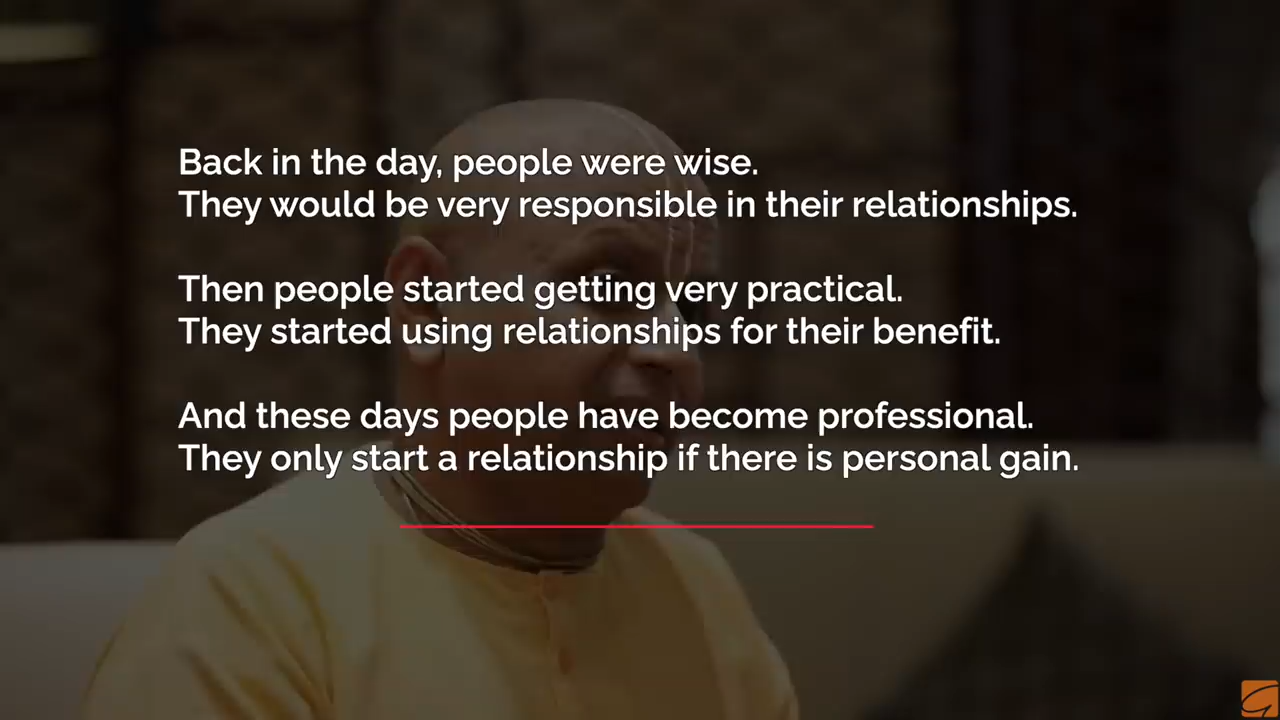 Back in the day, people were wise.
They would be very responsible in their relationships.
Then people started getting very practical.
They started using relationships for their benefit.
And these days people have become professional.
They only start a relationship if there is personal gain.